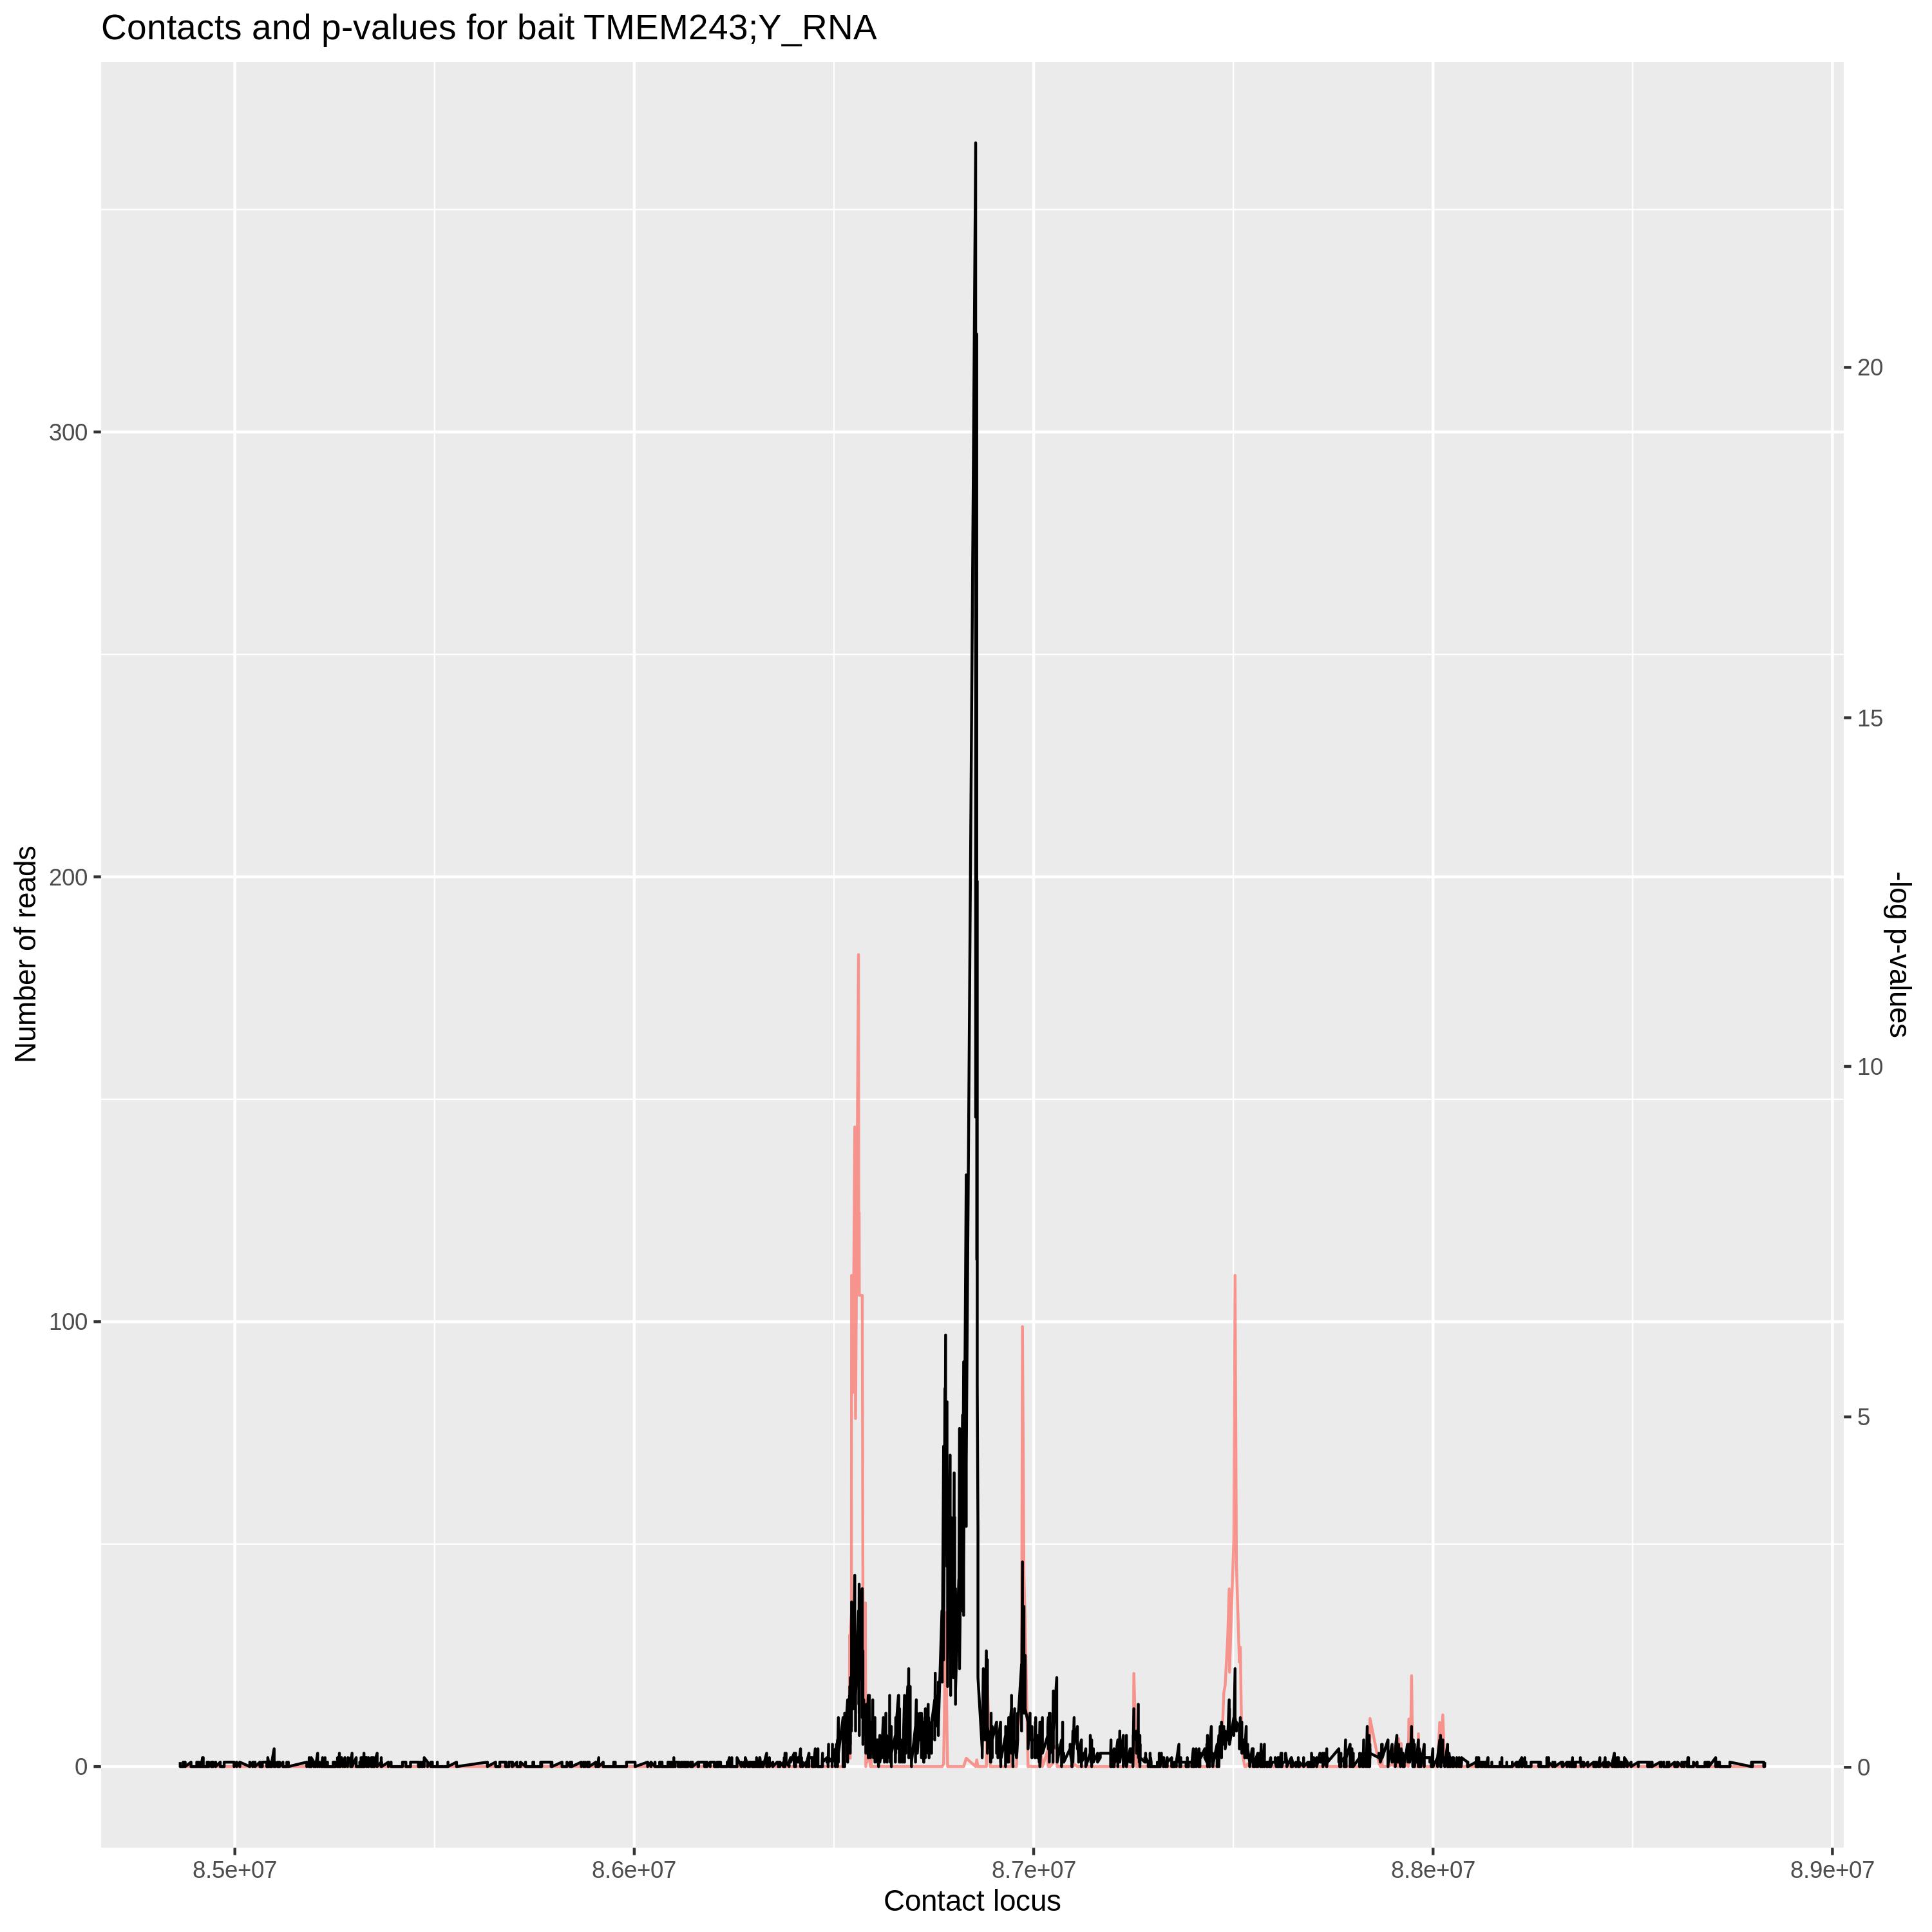 Contacts and p-values for bait TMEM243;Y_RNA
Number of reads
300
200
100
0
20
15
10
5
0
-log p-values
8.5e+07
8.6e+07
8.7e+07
8.8e+07
8.9e+07
Contact locus